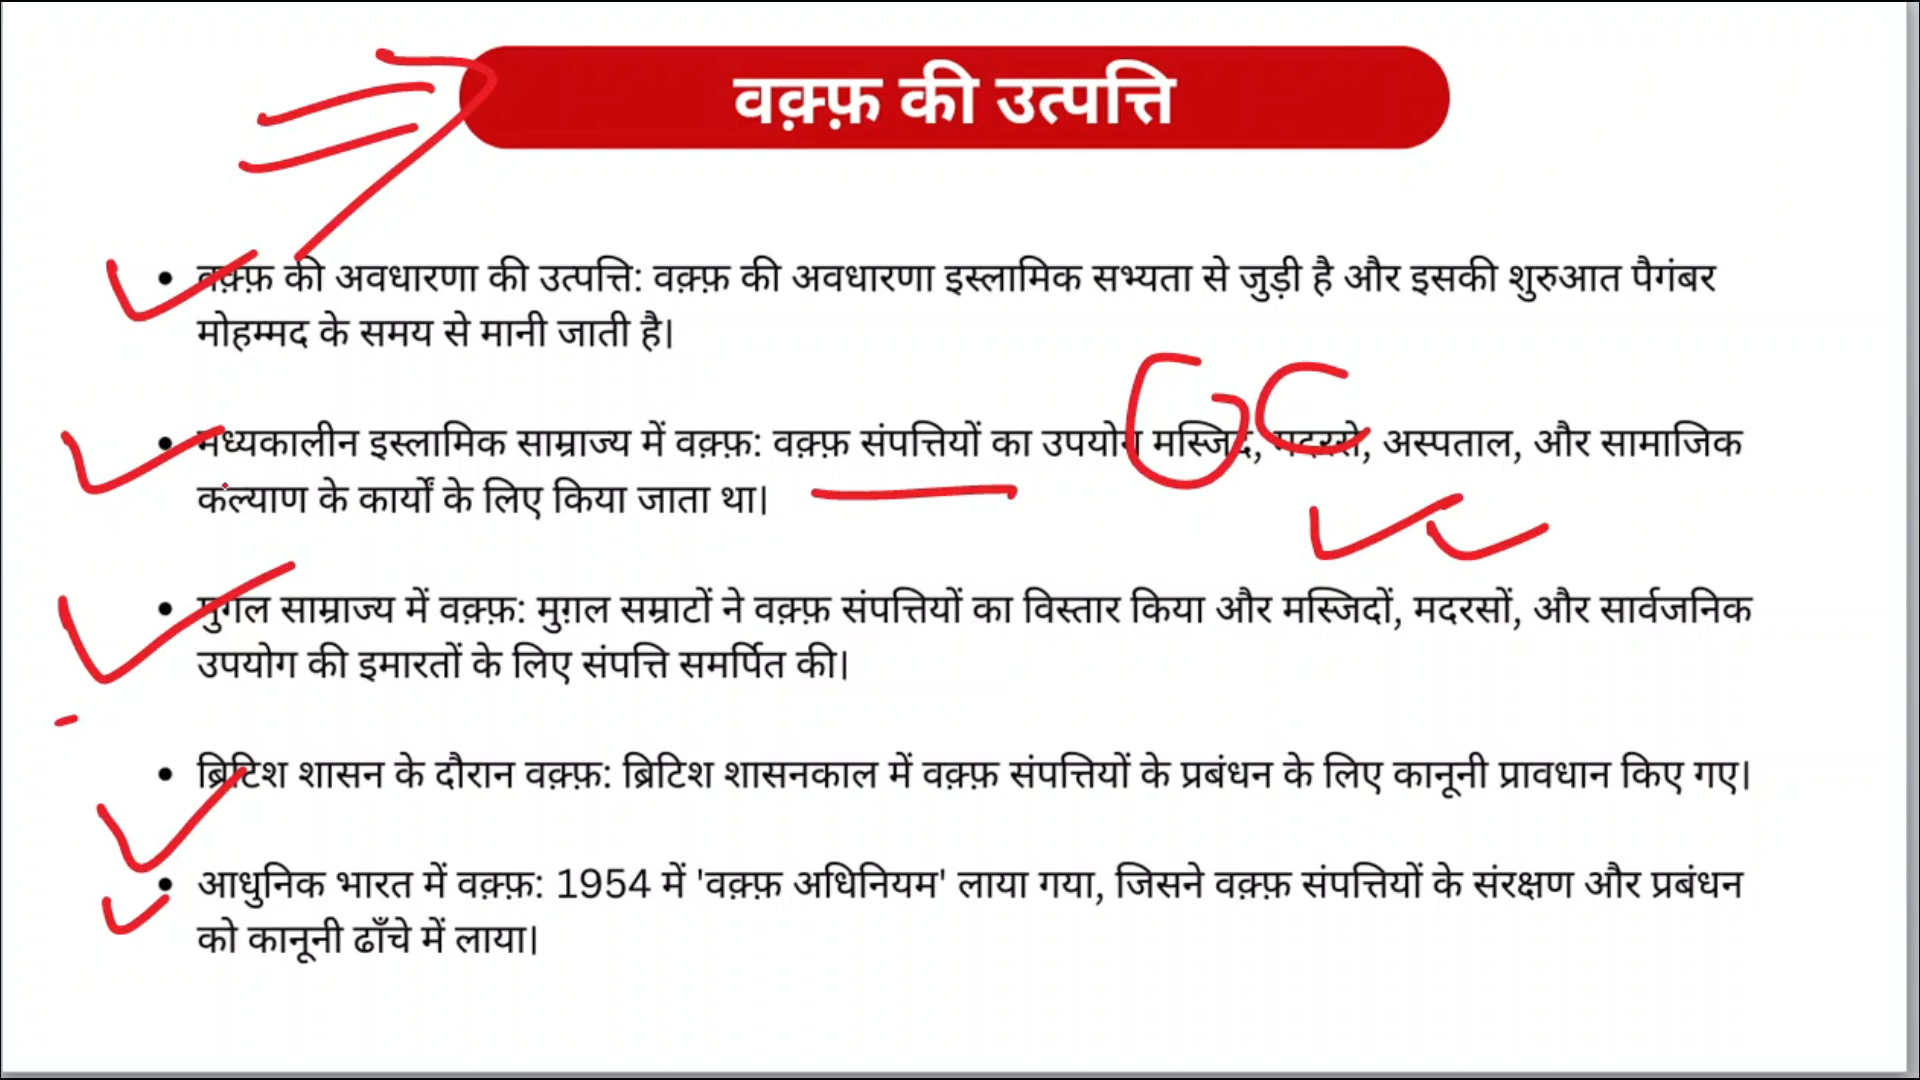 वक़्फ़ की उत्पत्ति
• वक़्फ़ की अवधारणा की उत्पत्ति: वक़्फ़ की अवधारणा इस्लामिक सभ्यता से जुड़ी है और इसकी शुरुआत पैगंबर
मोहम्मद के समय से मानी जाती है।
• मध्यकालीन इस्लामिक साम्राज्य में वक़्फ़: वक़्फ़ संपत्तियों का उपयोग मस्जिद, मदरसे, अस्पताल, और सामाजिक
कल्याण के कार्यों के लिए किया जाता था।
• मुग़ल साम्राज्य में वक़्फ़: मुग़ल सम्राटों ने वक़्फ़ संपत्तियों का विस्तार किया और मस्जिदों, मदरसों, और सार्वजनिक
उपयोग की इमारतों के लिए संपत्ति समर्पित की।
• ब्रिटिश शासन के दौरान वक़्फ़: ब्रिटिश शासनकाल में वक़्फ़ संपत्तियों के प्रबंधन के लिए कानूनी प्रावधान किए गए।
• आधुनिक भारत में वक़्फ़: 1954 में 'वक़्फ़ अधिनियम' लाया गया, जिसने वक़्फ़ संपत्तियों के संरक्षण और प्रबंधन
को कानूनी ढाँचे में लाया।